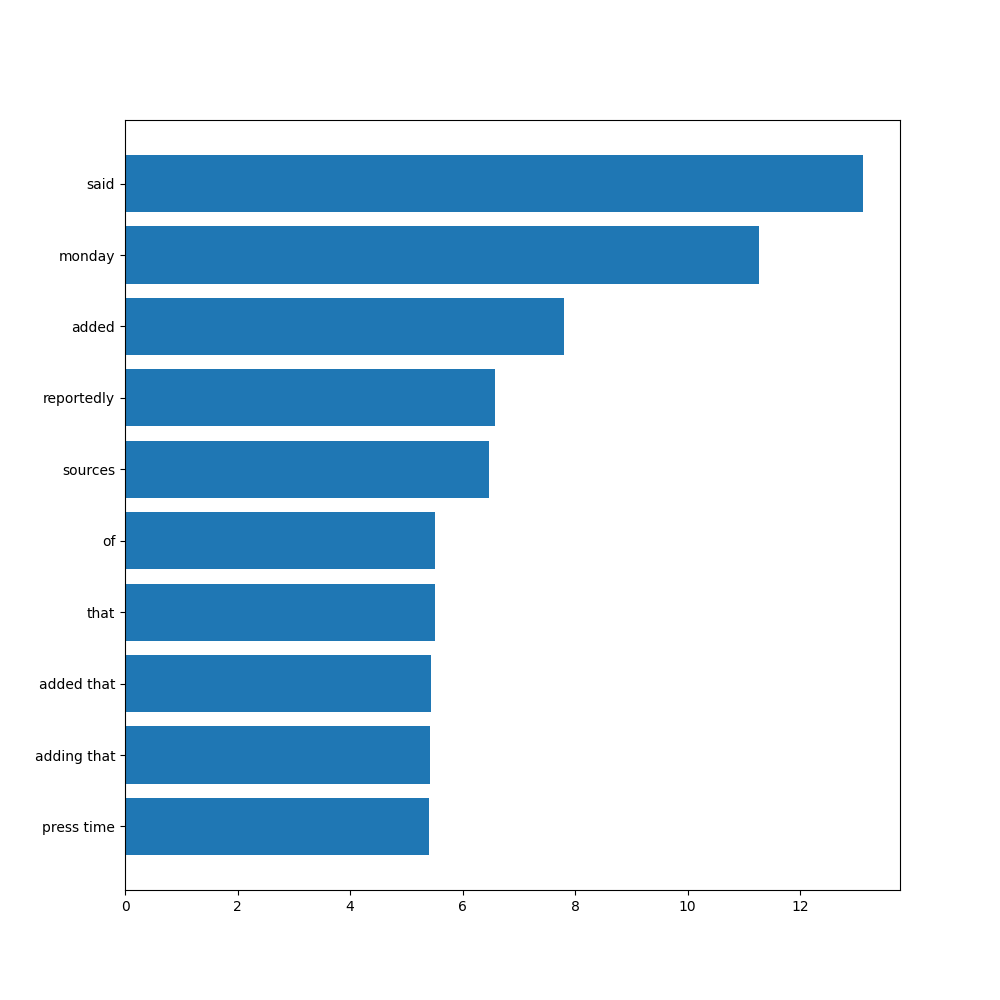 said
monday
added
reportedly
sources
of
that
added that
adding that
press time
0 2 4 6 8 10 12